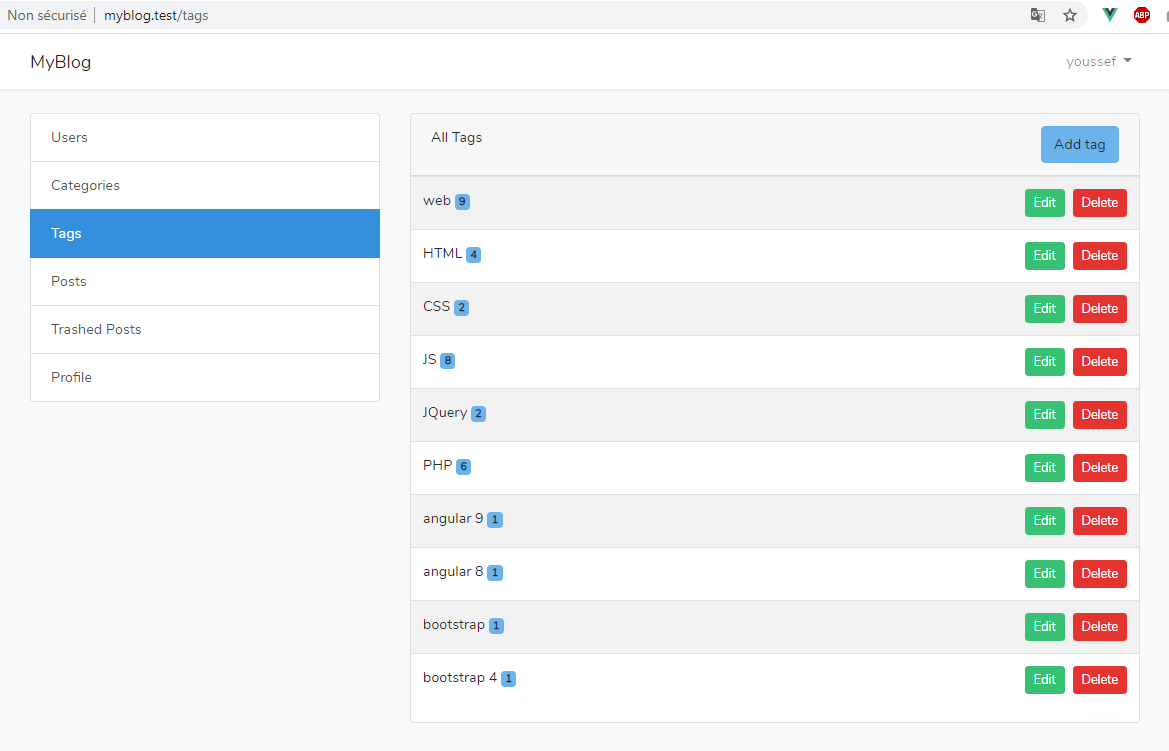 Non sécurisé myblog.test/tags
ABP
MyBlog
youssef
Users
Categories
Tags
Posts
Trashed Posts
Profile
All Tags
Add tag
web 9 Edit Delete
HTML 4 Edit Delete
CSS 2 Edit Delete
JS 8 Edit Delete
JQuery 2 Edit Delete
PHP 6 Edit Delete
angular 9 1 Edit Delete
angular 8 1 Edit Delete
bootstrap 1 Edit Delete
bootstrap 4 1 Edit Delete